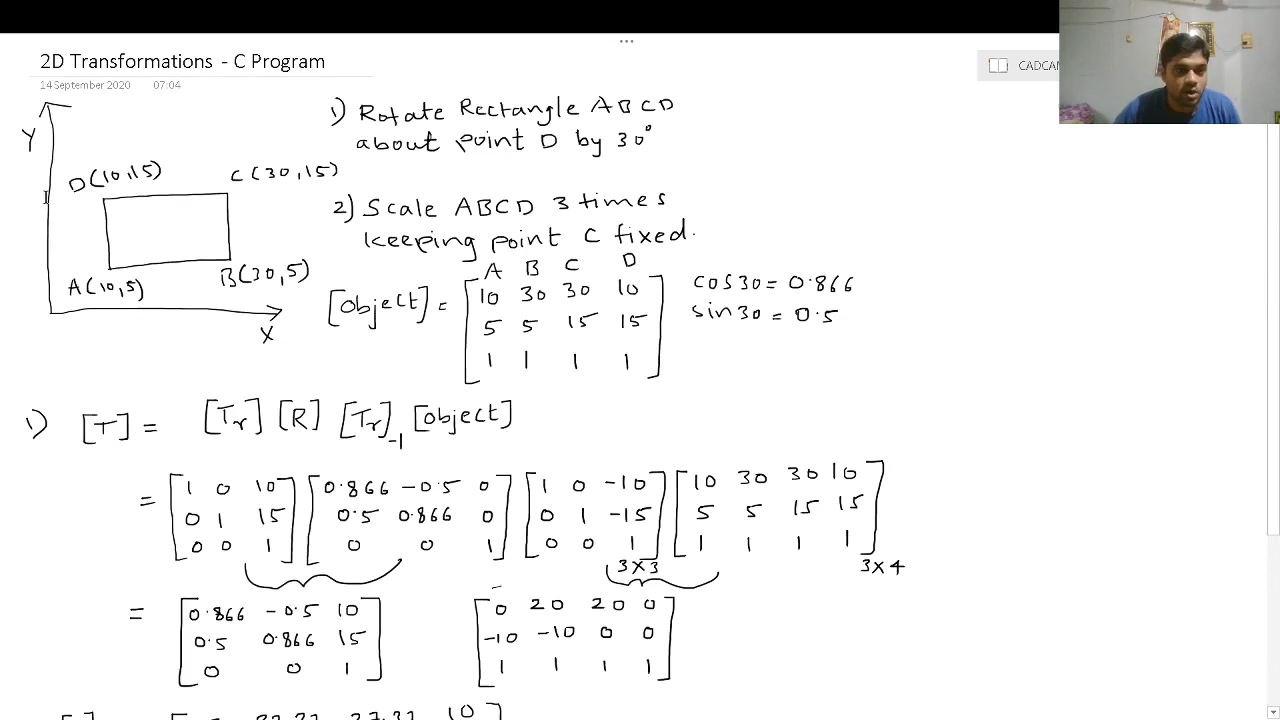 2D Transformations - C Program
14 September 2020 07:04
CADCAM
Y
D(10,15) C(30,15)
A(10,5) B(30,5)
X
1) Rotate Rectangle ABCD
about point D by 30°
2) Scale ABCD 3 times
keeping point C fixed.
A B C D
[Object] = [10 30 30 10
5 5 15 15
1 1 1 1]
cos30 = 0.866
sin30 = 0.5
1) [T] = [Tr] [R] [Tr]-1 [object]
= [1 0 10] [0.866 -0.5 0] [1 0 -10] [10 30 30 10]
[0 1 15] [0.5 0.866 0] [0 1 -15] [5 5 15 15]
[0 0 1] [0 0 1] [0 0 1] [1 1 1 1]
3X3 3X4
= [0.866 -0.5 10] [0 20 20 0]
[0.5 0.866 15] [-10 -10 0 0]
[0 0 1] [1 1 1 1]
10]